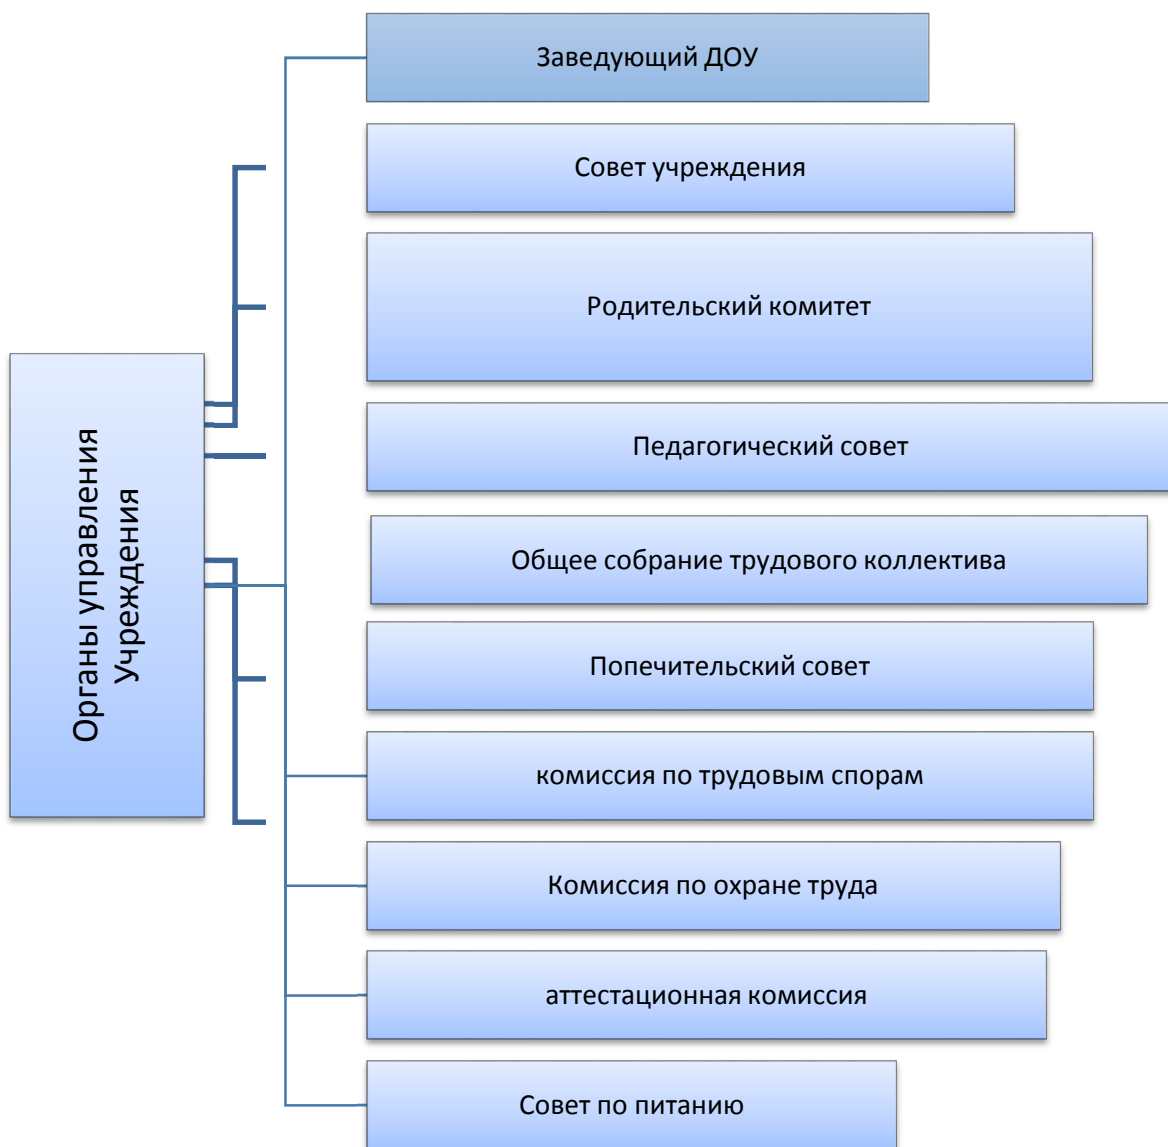 Заведующий ДОУ
Совет учреждения
Родительский комитет
Педагогический совет
Органы управления
Учреждения
Общее собрание трудового коллектива
Попечительский совет
комиссия по трудовым спорам
Комиссия по охране труда
аттестационная комиссия
Совет по питанию